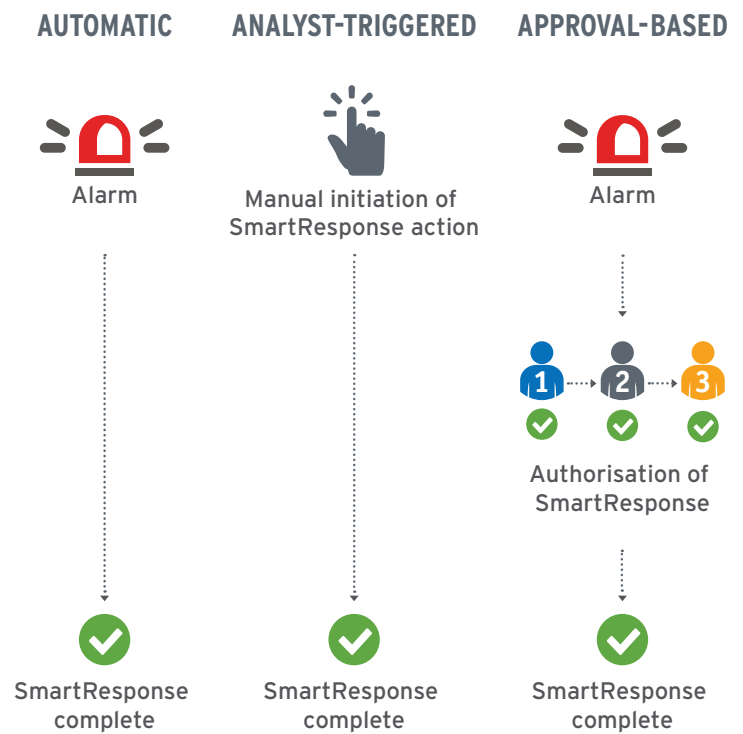 AUTOMATIC
ANALYST-TRIGGERED
APPROVAL-BASED
Alarm
Manual initiation of
SmartResponse action
Alarm
1
2
3
Authorisation of
SmartResponse
SmartResponse
complete
SmartResponse
complete
SmartResponse
complete